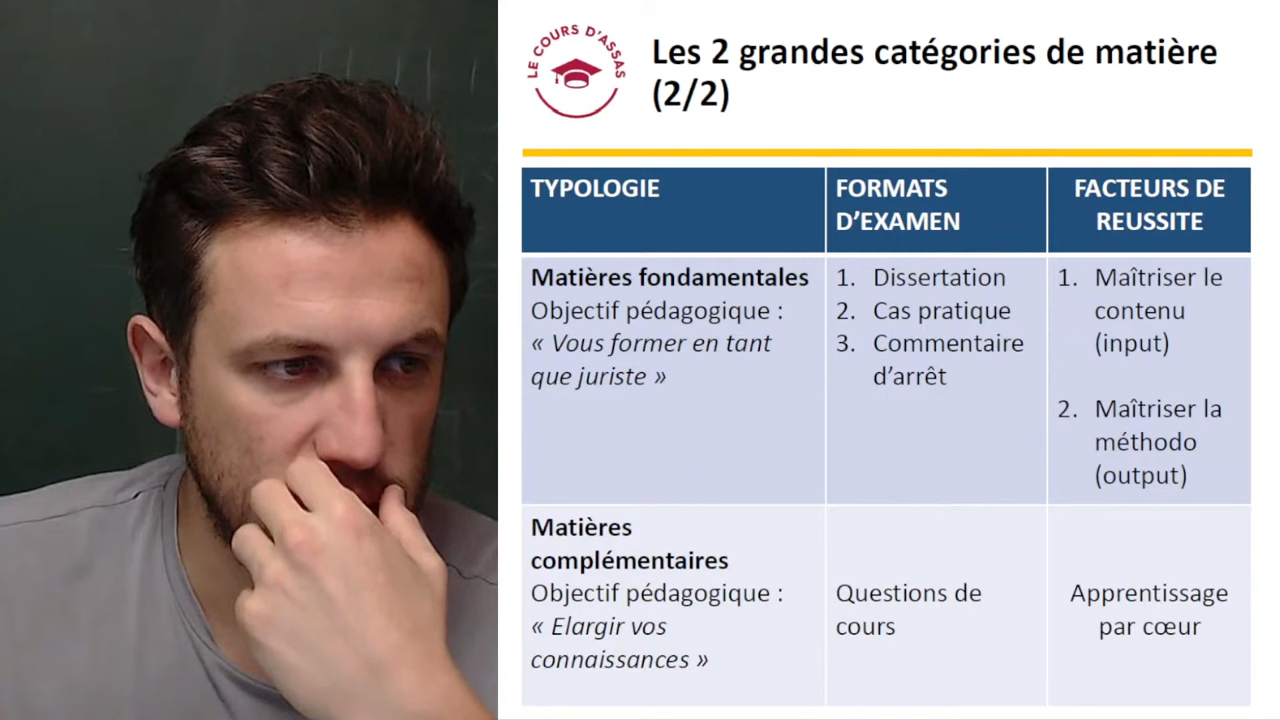 LE COURS D'ASSAS
Les 2 grandes catégories de matière
(2/2)
TYPOLOGIE
FORMATS
D’EXAMEN
FACTEURS DE
REUSSITE
Matières fondamentales
Objectif pédagogique :
« Vous former en tant
que juriste »
1. Dissertation
2. Cas pratique
3. Commentaire
d’arrêt
1. Maîtriser le
contenu
(input)
2. Maîtriser la
méthodo
(output)
Matières
complémentaires
Objectif pédagogique :
« Elargir vos
connaissances »
Questions de
cours
Apprentissage
par cœur